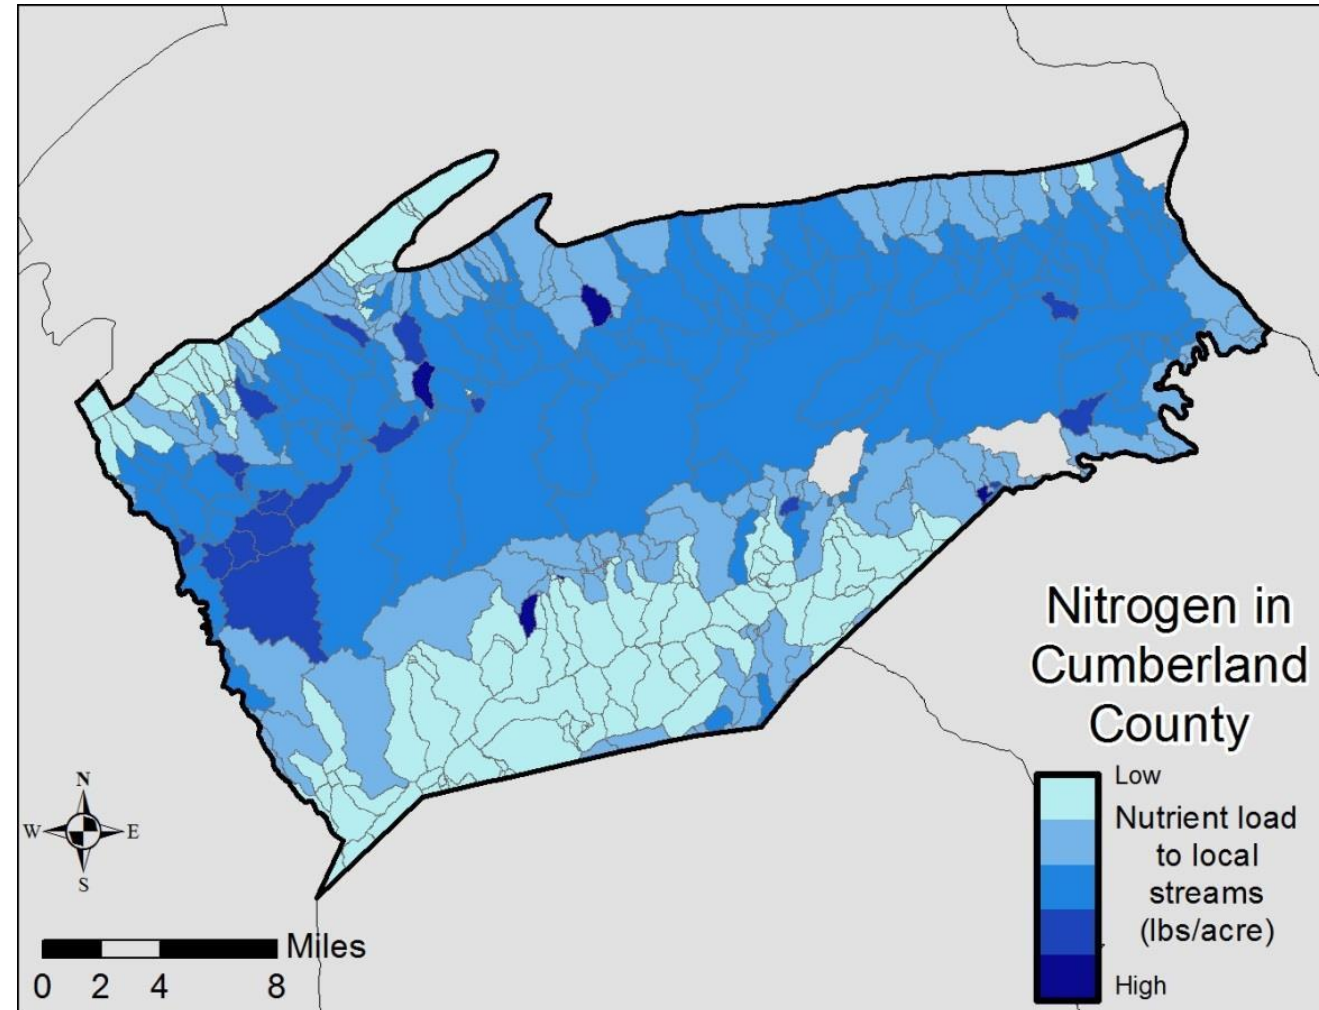 Nitrogen in
Cumberland
County
Low
Nutrient load
to local
streams
(lbs/acre)
High
N
W E
S
Miles
0 2 4 8